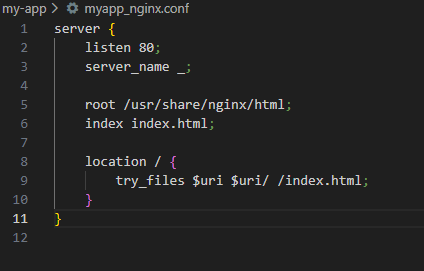 my-app > myapp_nginx.conf
1 server {
2     listen 80;
3     server_name _;
4
5     root /usr/share/nginx/html;
6     index index.html;
7
8     location / {
9         try_files $uri $uri/ /index.html;
10     }
11 }
12